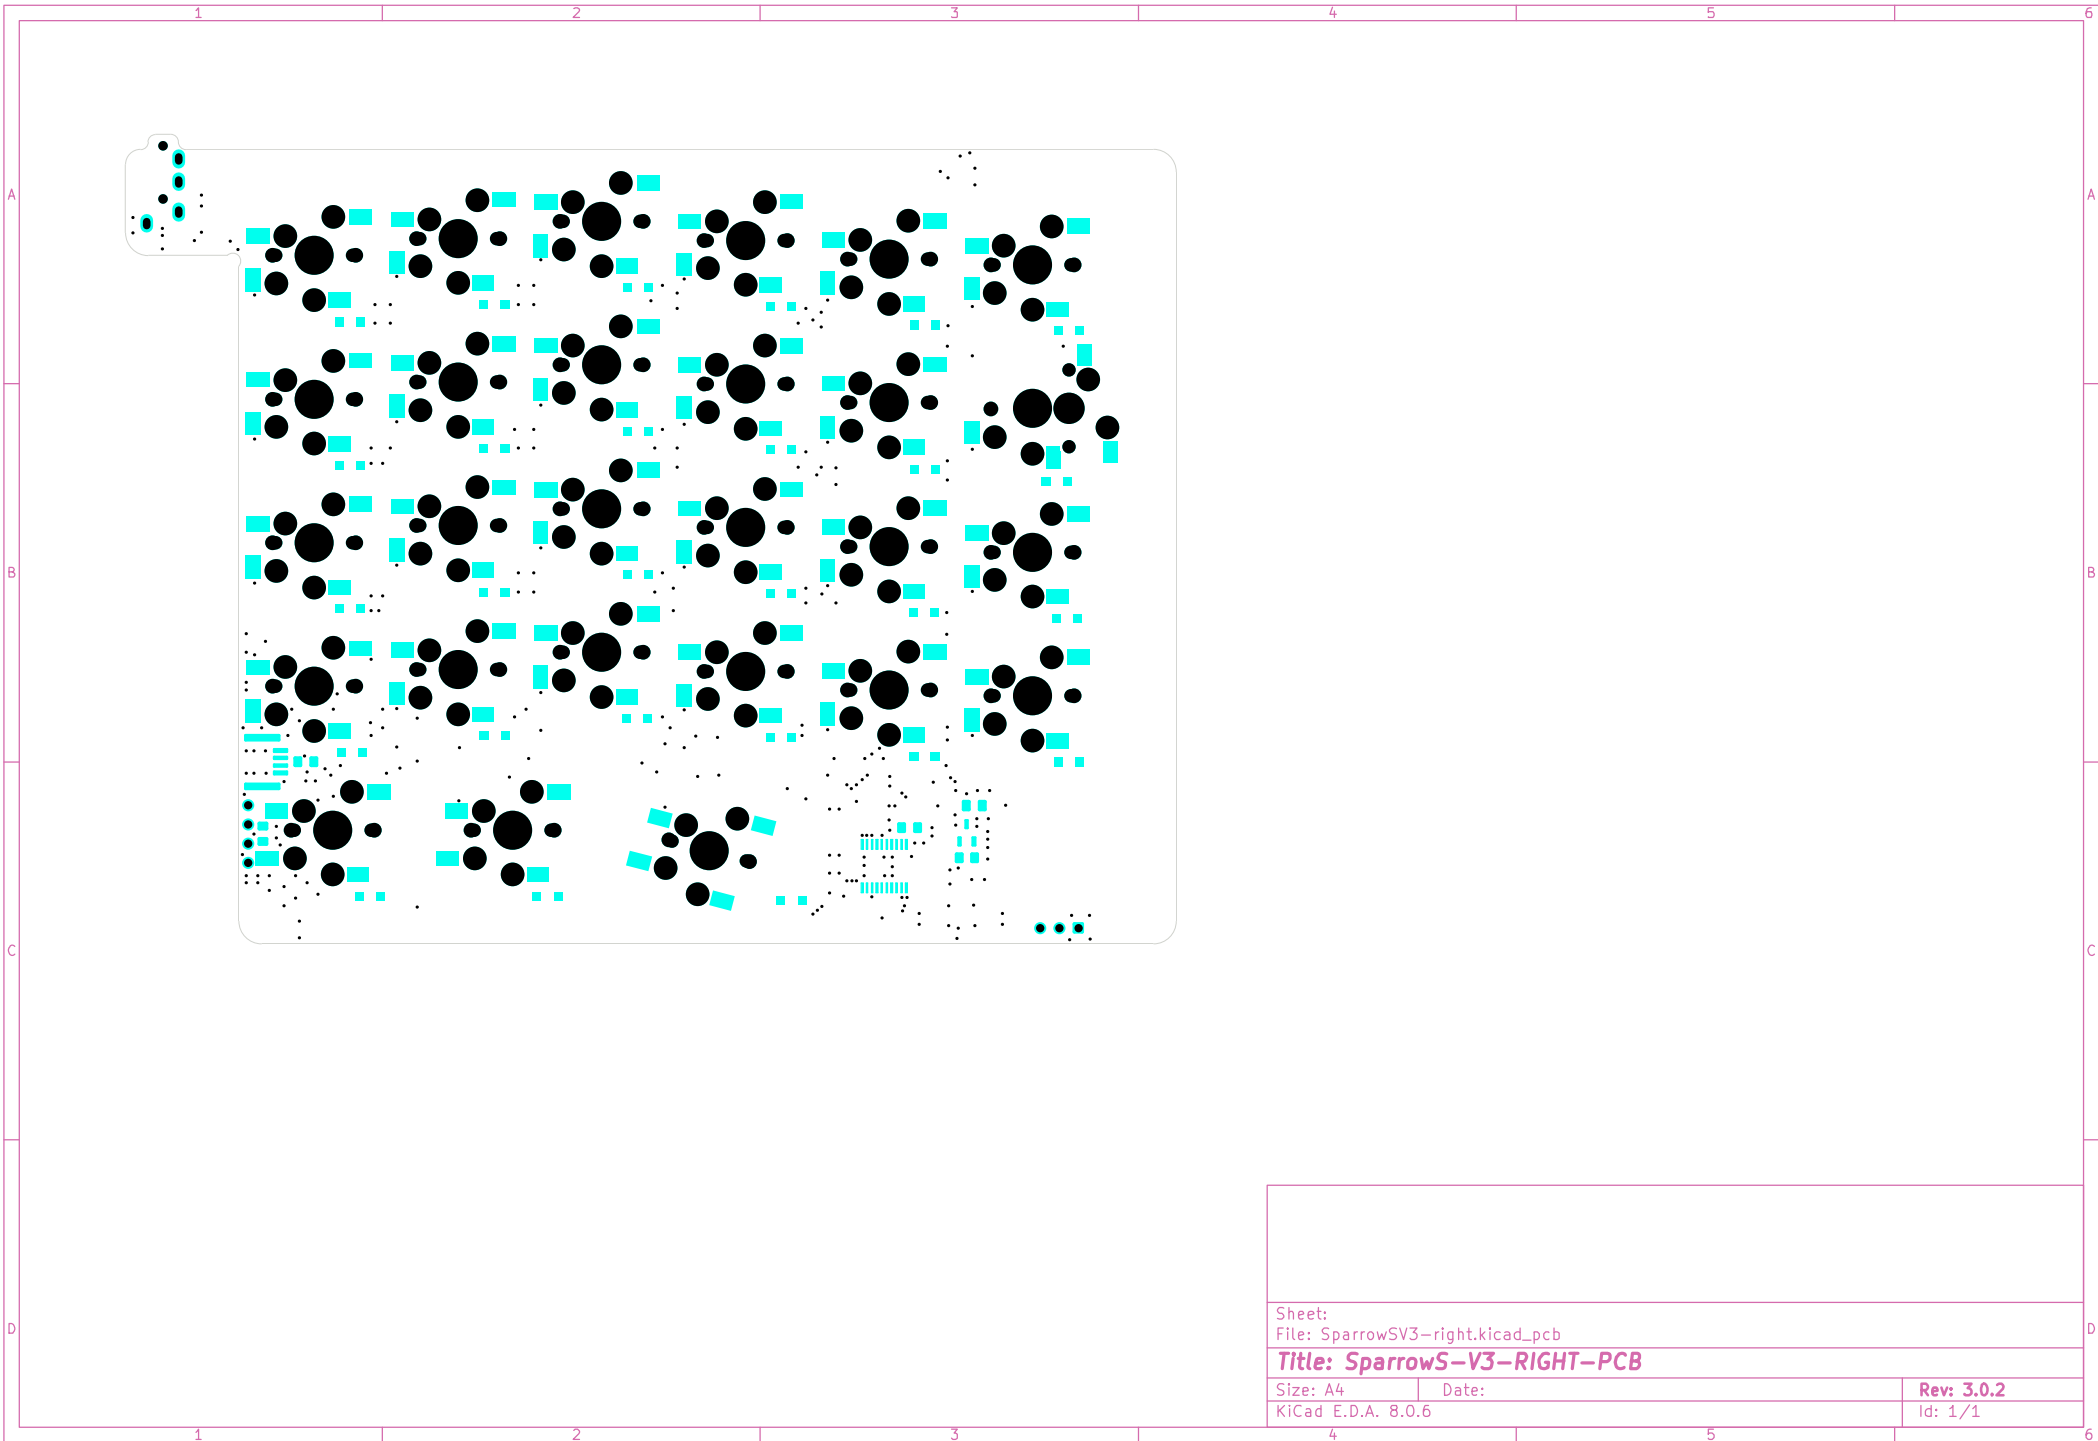 1 2 3 4 5 6
A A
B B
C C
D D
Sheet:
File: SparrowSV3-right.kicad_pcb
Title: SparrowS-V3-RIGHT-PCB
Size: A4 Date: Rev: 3.0.2
KiCad E.D.A. 8.0.6 Id: 1/1
1 2 3 4 5 6